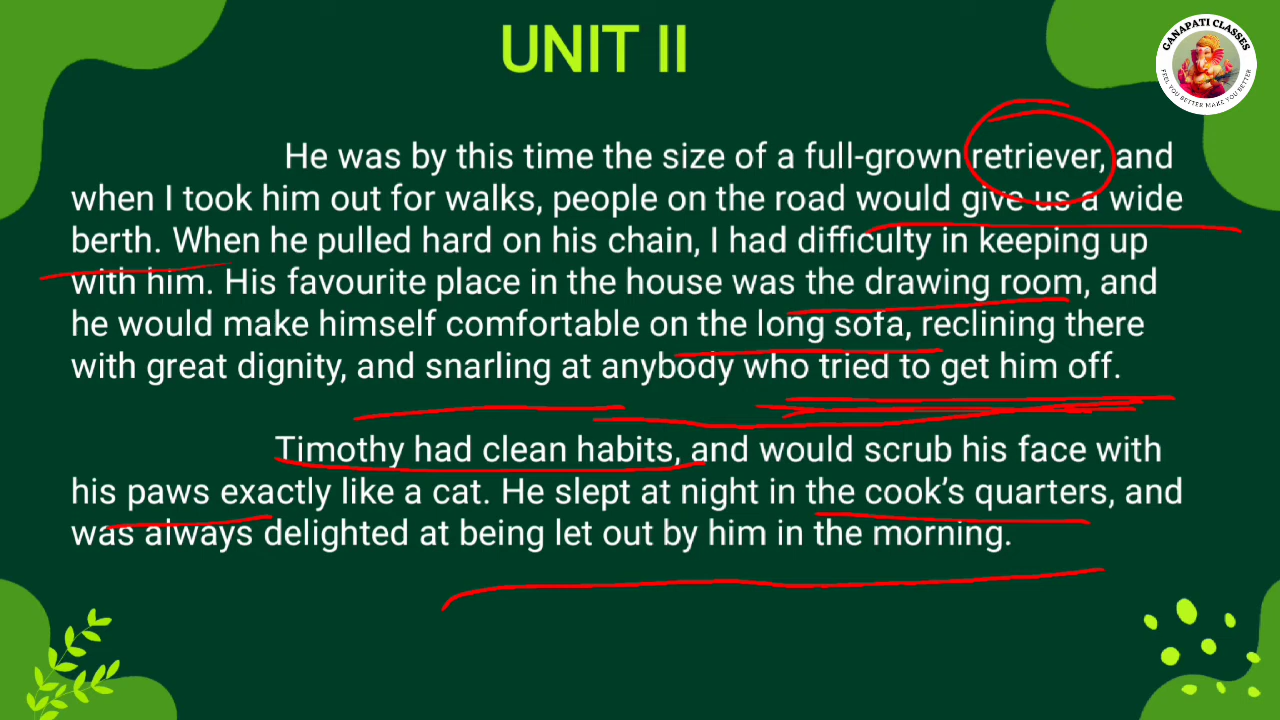 UNIT II
GANAPATI CLASSES
FEEL YOU BETTER MAKE YOU BETTER
He was by this time the size of a full-grown retriever, and
when I took him out for walks, people on the road would give us a wide
berth. When he pulled hard on his chain, I had difficulty in keeping up
with him. His favourite place in the house was the drawing room, and
he would make himself comfortable on the long sofa, reclining there
with great dignity, and snarling at anybody who tried to get him off.
Timothy had clean habits, and would scrub his face with
his paws exactly like a cat. He slept at night in the cook’s quarters, and
was always delighted at being let out by him in the morning.